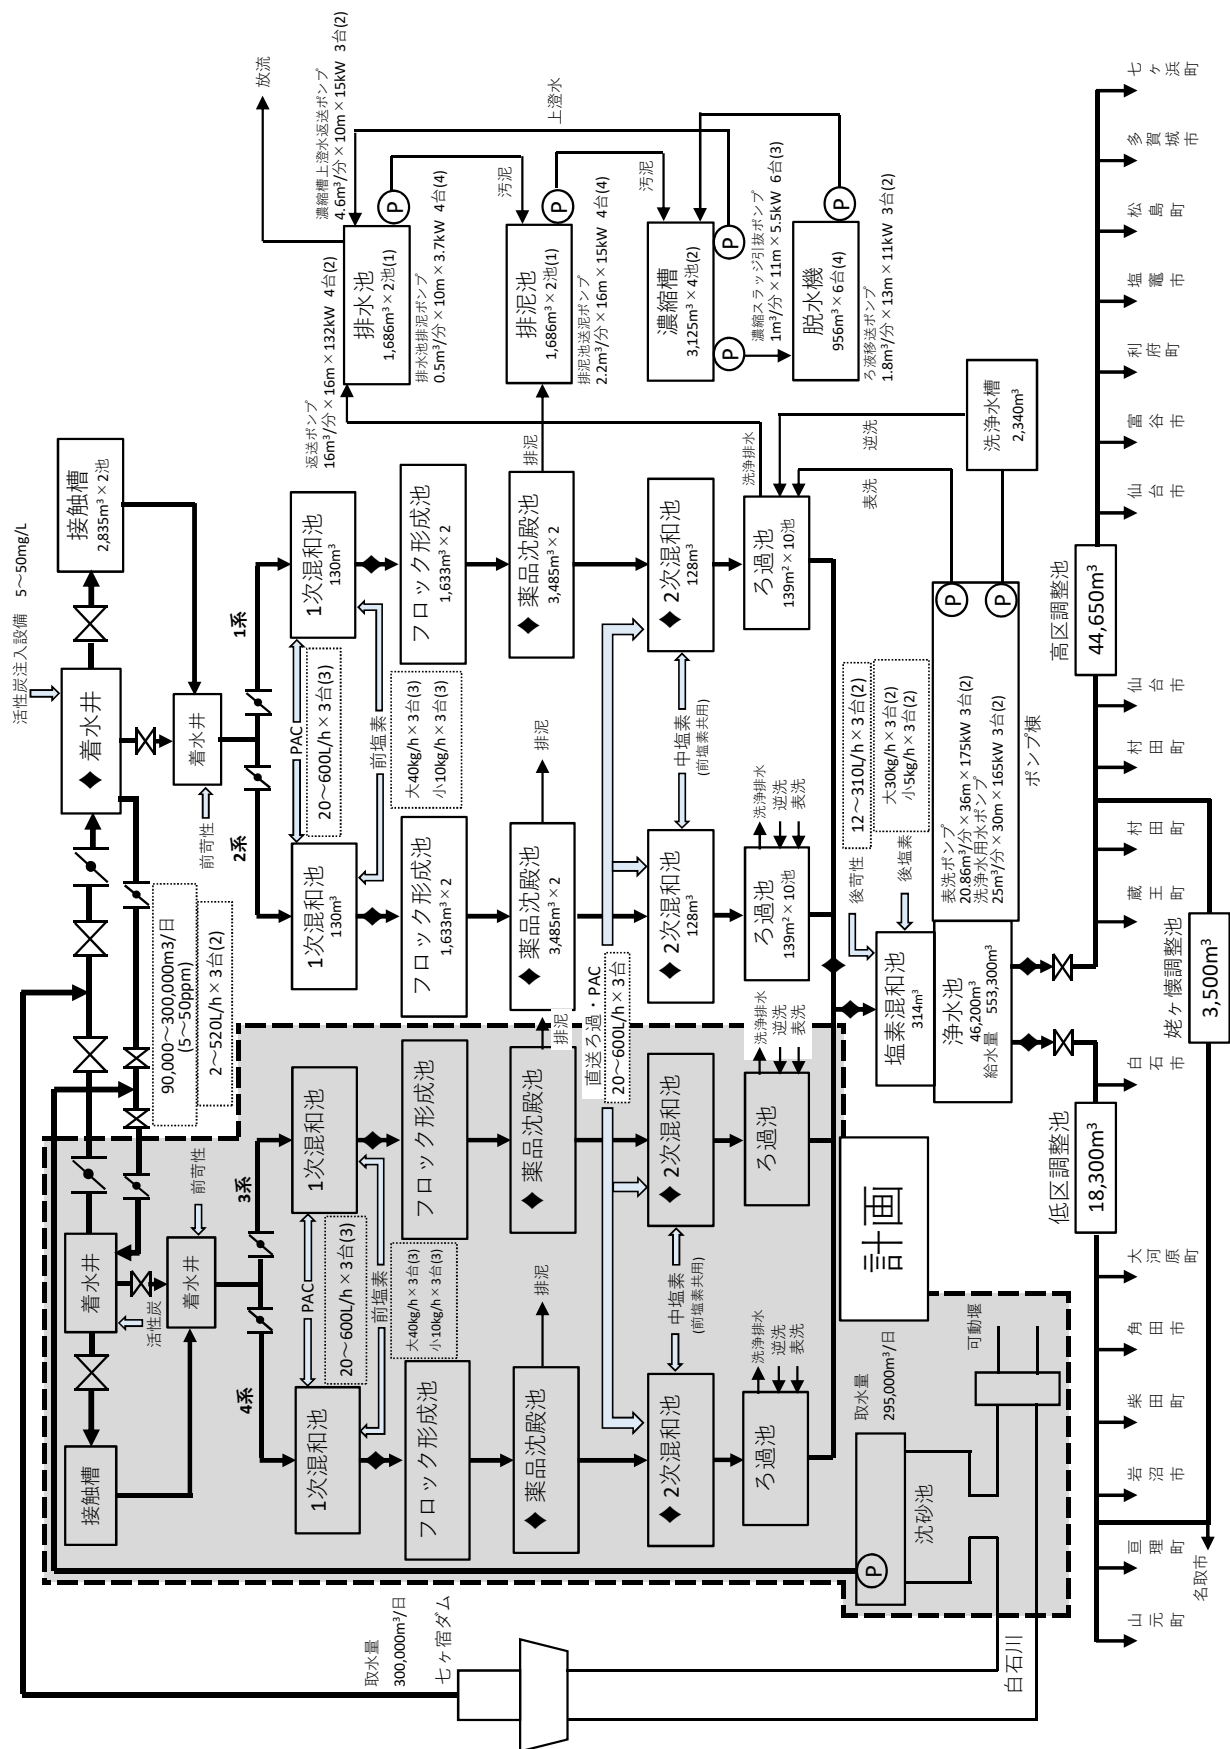 活性炭注入設備 5～50mg/L
着水井
接触槽
2,835m³×2池
着水井
前苛性
90,000～300,000m3/日
(5～50ppm)
2～520L/h×3台(2)
1系
2系
1次混和池
130m³
1次混和池
130m³
PAC
20～600L/h×3台(3)
前塩素
大40kg/h×3台(3)
小10kg/h×3台(3)
フロック形成池
1,633m³×2
フロック形成池
1,633m³×2
薬品沈殿池
3,485m³×2
薬品沈殿池
3,485m³×2
排泥
排泥
2次混和池
128m³
2次混和池
128m³
中塩素
(前塩素共用)
直送ろ過・PAC
20～600L/h×3台
ろ過池
139m²×10池
ろ過池
139m²×10池
洗浄排水
洗浄排水
逆洗
表洗
逆洗
表洗
返送ポンプ
16m³/分×16m×132kW 4台(2)
濃縮槽上澄水返送ポンプ
4.6m³/分×10m×15kW 3台(2)
放流
排水池
1,686m³×2池(1)
P
排水池排泥ポンプ
0.5m³/分×10m×3.7kW 4台(4)
汚泥
上澄水
排泥池
1,686m³×2池(1)
P
排泥池送泥ポンプ
2.2m³/分×16m×15kW 4台(4)
汚泥
濃縮槽
3,125m³×4池(2)
P
P
濃縮スラッジ引抜ポンプ
1m³/分×11m×5.5kW 6台(3)
脱水機
956m³×6台(4)
P
ろ液移送ポンプ
1.8m³/分×13m×11kW 3台(2)
洗浄水槽
2,340m³
後苛性
12～310L/h×3台(2)
後塩素
大30kg/h×3台(2)
小5kg/h×3台(2)
塩素混和池
314m³
浄水池
46,200m³
給水量 553,300m³
表洗ポンプ
20.86m³/分×36m×175kW 3台(2)
洗浄水用水ポンプ
25m³/分×30m×165kW 3台(2)
P
P
ポンプ棟
着水井
接触槽
着水井
活性炭
前苛性
3系
4系
1次混和池
1次混和池
PAC
20～600L/h×3台(3)
前塩素
大40kg/h×3台(3)
小10kg/h×3台(3)
フロック形成池
フロック形成池
薬品沈殿池
薬品沈殿池
排泥
排泥
2次混和池
2次混和池
中塩素
(前塩素共用)
ろ過池
ろ過池
洗浄排水
逆洗
表洗
洗浄排水
逆洗
表洗
計画
取水量
295,000m³/日
P
沈砂池
可動堰
取水量
300,000m³/日
七ヶ宿ダム
白石川
高区調整池
44,650m³
低区調整池
18,300m³
姥ヶ懐調整池
3,500m³
山元町
亘理町
名取市
岩沼市
柴田町
角田市
大河原町
白石市
蔵王町
村田町
村田町
仙台市
仙台市
富谷市
利府町
塩竈市
松島町
多賀城市
七ヶ浜町